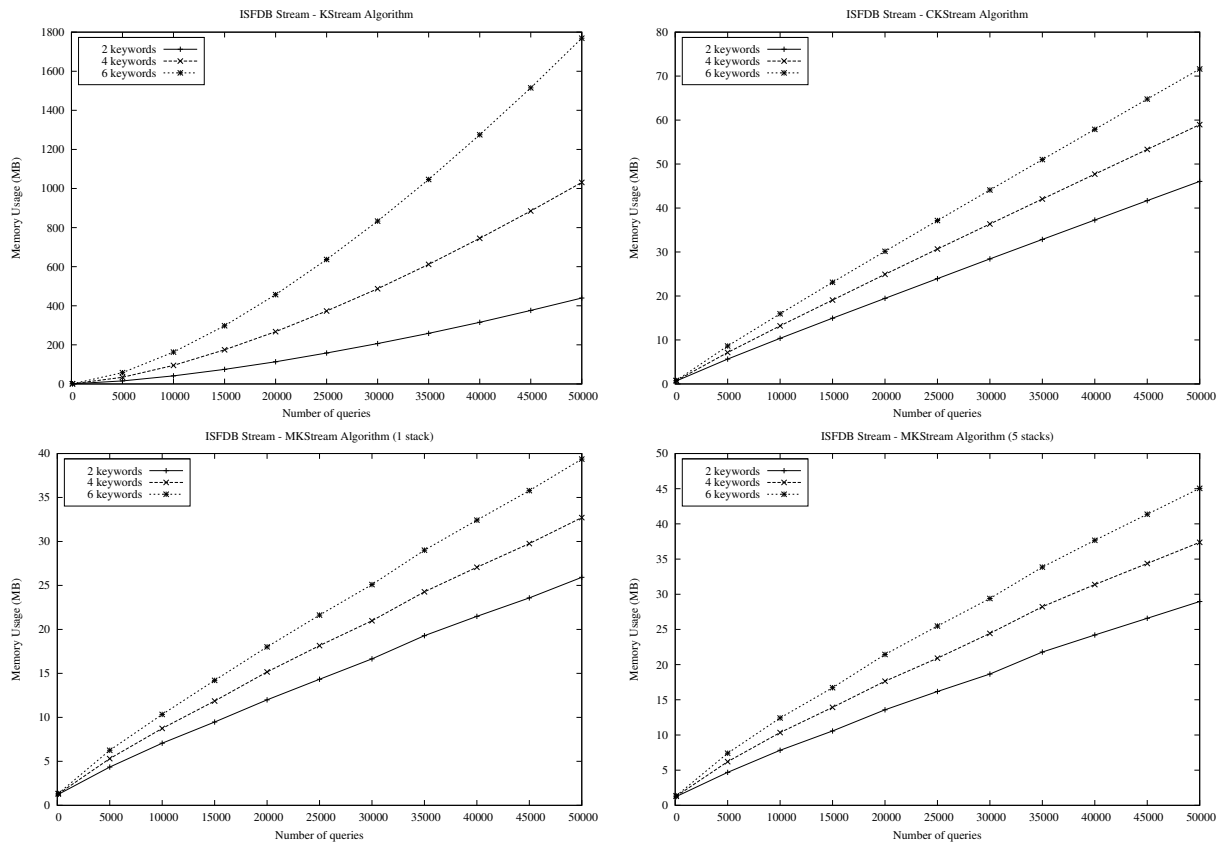 ISFDB Stream - KStream Algorithm
1800
1600
1400
1200
1000
800
600
400
200
0
Memory Usage (MB)
2 keywords
4 keywords
6 keywords
0 5000 10000 15000 20000 25000 30000 35000 40000 45000 50000
Number of queries
ISFDB Stream - CKStream Algorithm
80
70
60
50
40
30
20
10
0
Memory Usage (MB)
2 keywords
4 keywords
6 keywords
0 5000 10000 15000 20000 25000 30000 35000 40000 45000 50000
Number of queries
ISFDB Stream - MKStream Algorithm (1 stack)
40
35
30
25
20
15
10
5
0
Memory Usage (MB)
2 keywords
4 keywords
6 keywords
0 5000 10000 15000 20000 25000 30000 35000 40000 45000 50000
Number of queries
ISFDB Stream - MKStream Algorithm (5 stacks)
50
45
40
35
30
25
20
15
10
5
0
Memory Usage (MB)
2 keywords
4 keywords
6 keywords
0 5000 10000 15000 20000 25000 30000 35000 40000 45000 50000
Number of queries